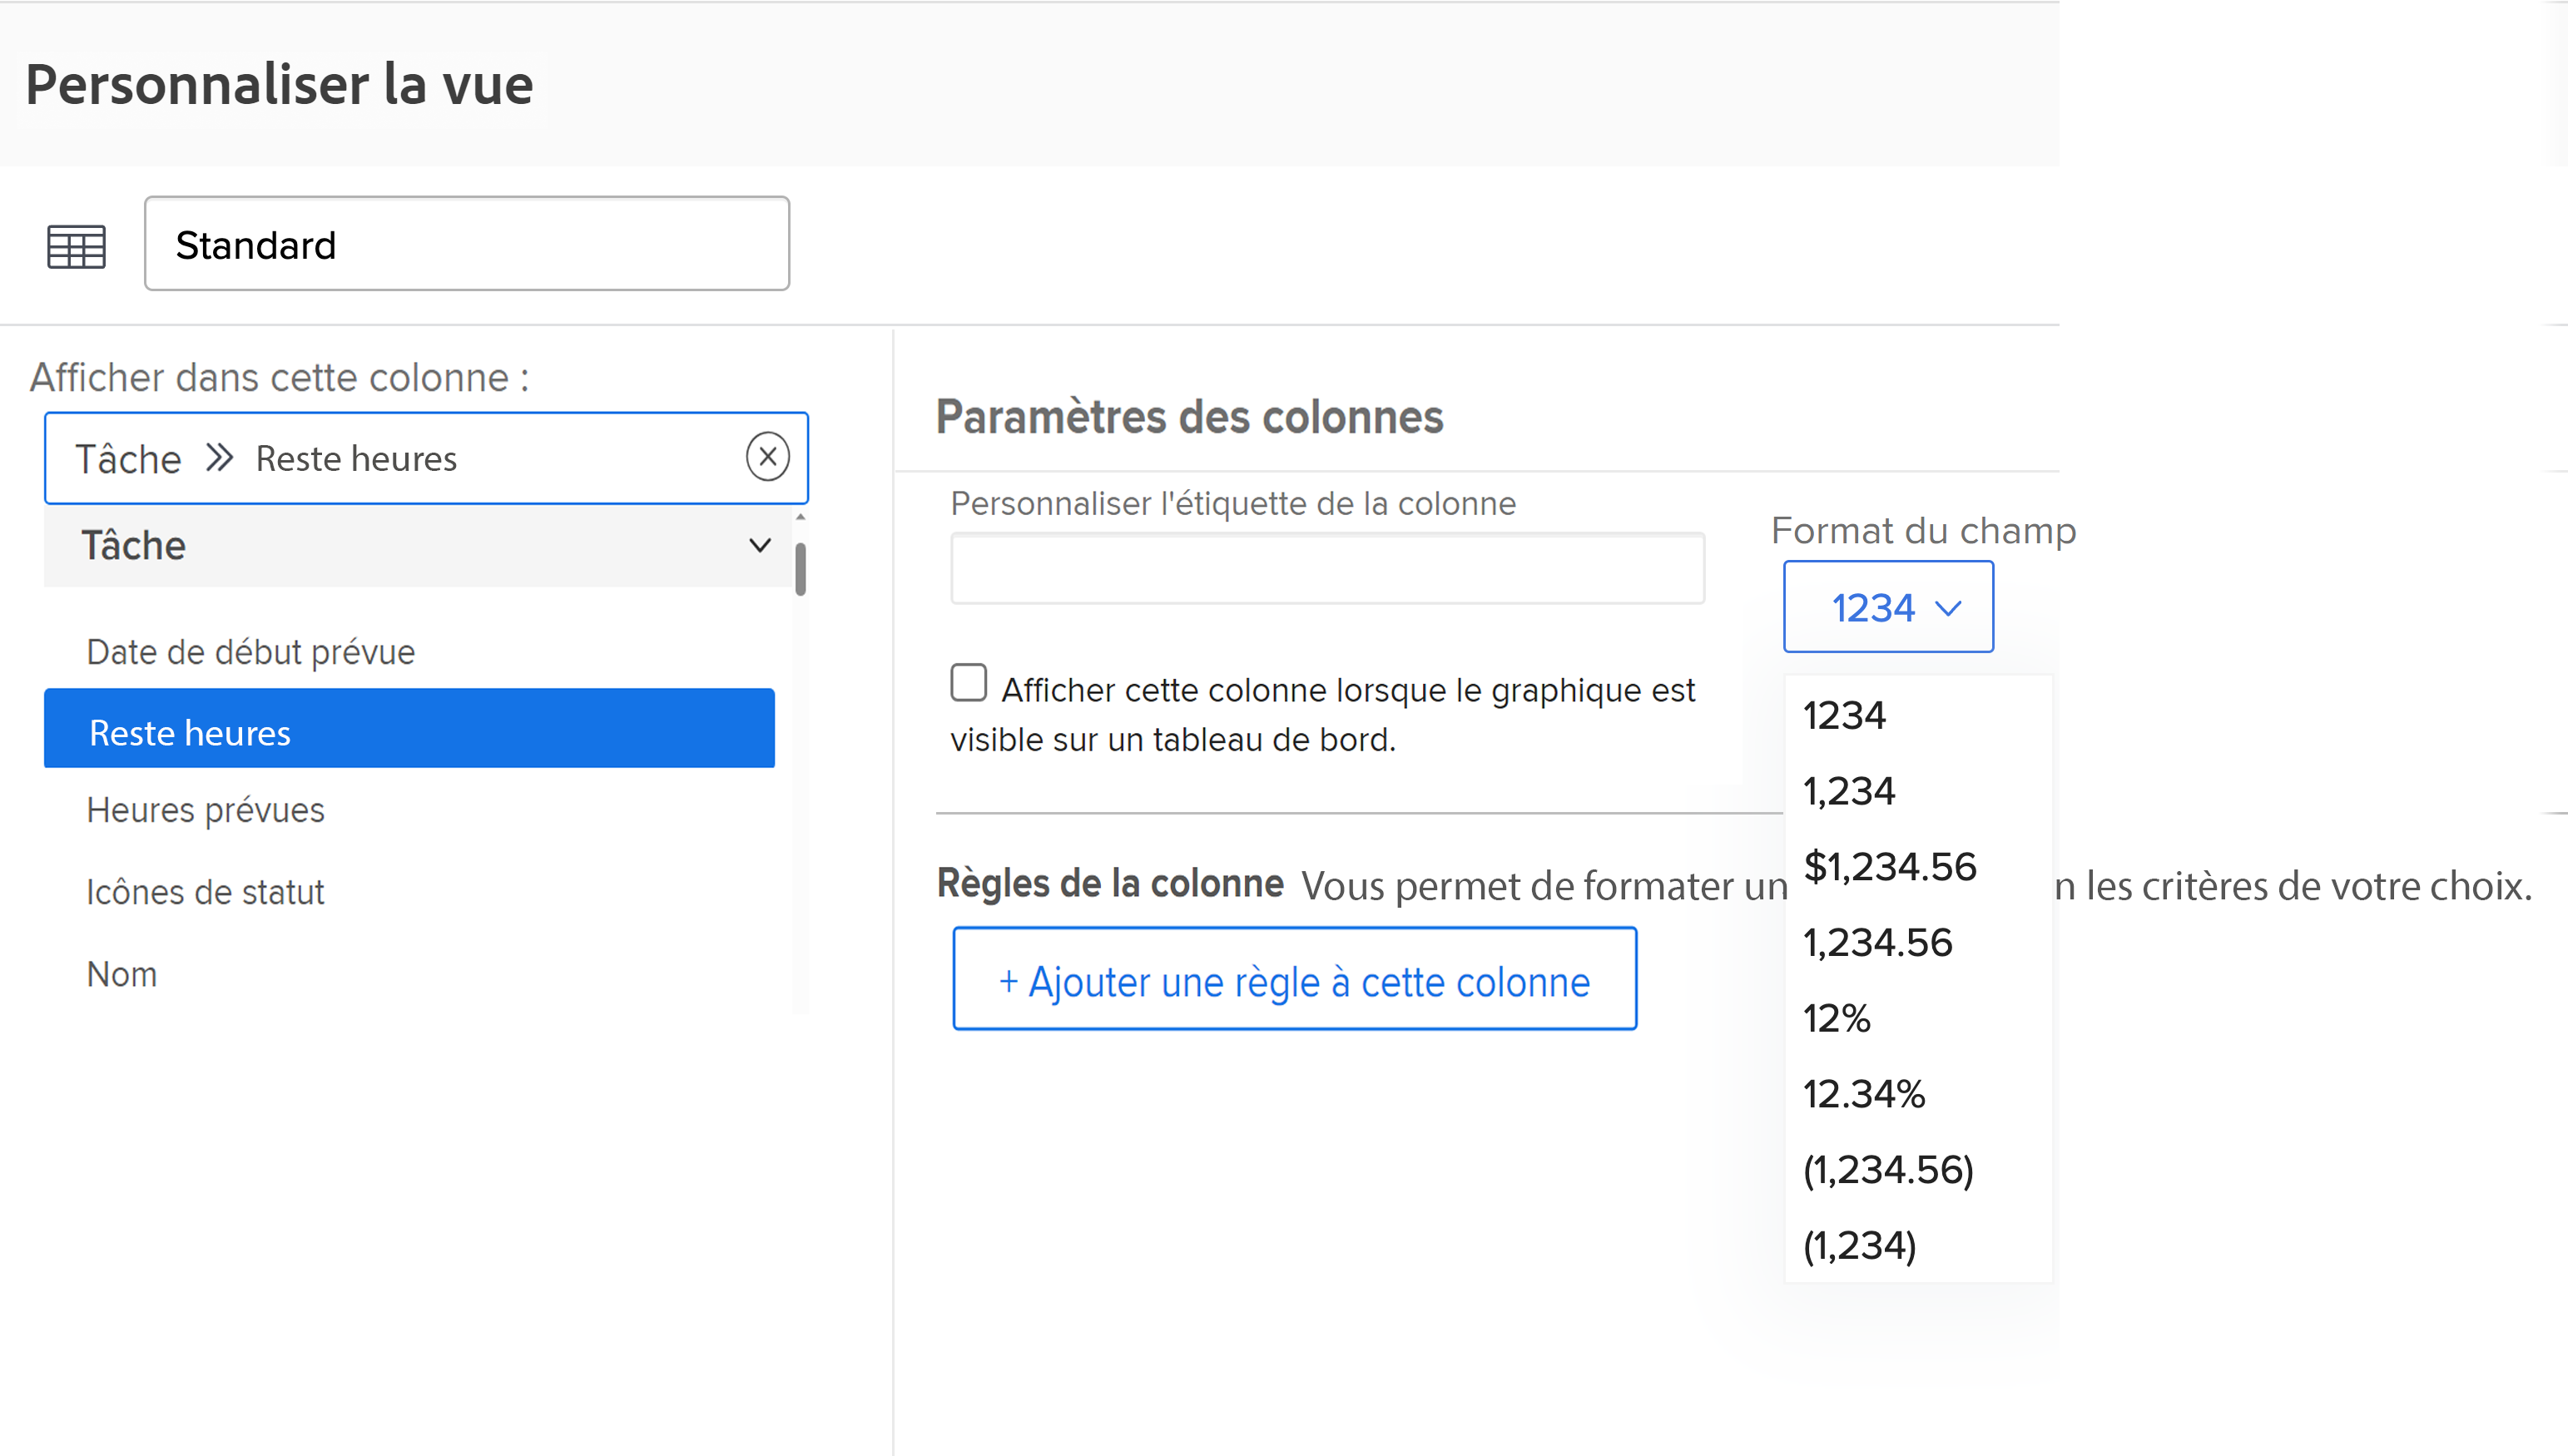 Personnaliser la vue
Standard
Afficher dans cette colonne :
Tâche >> Reste heures
Tâche
Date de début prévue
Reste heures
Heures prévues
Icônes de statut
Nom
Paramètres des colonnes
Personnaliser l'étiquette de la colonne
Format du champ
1234
Afficher cette colonne lorsque le graphique est
visible sur un tableau de bord.
1234
1,234
$1,234.56
1,234.56
12%
12.34%
(1,234.56)
(1,234)
Règles de la colonne Vous permet de formater un les critères de votre choix.
+ Ajouter une règle à cette colonne